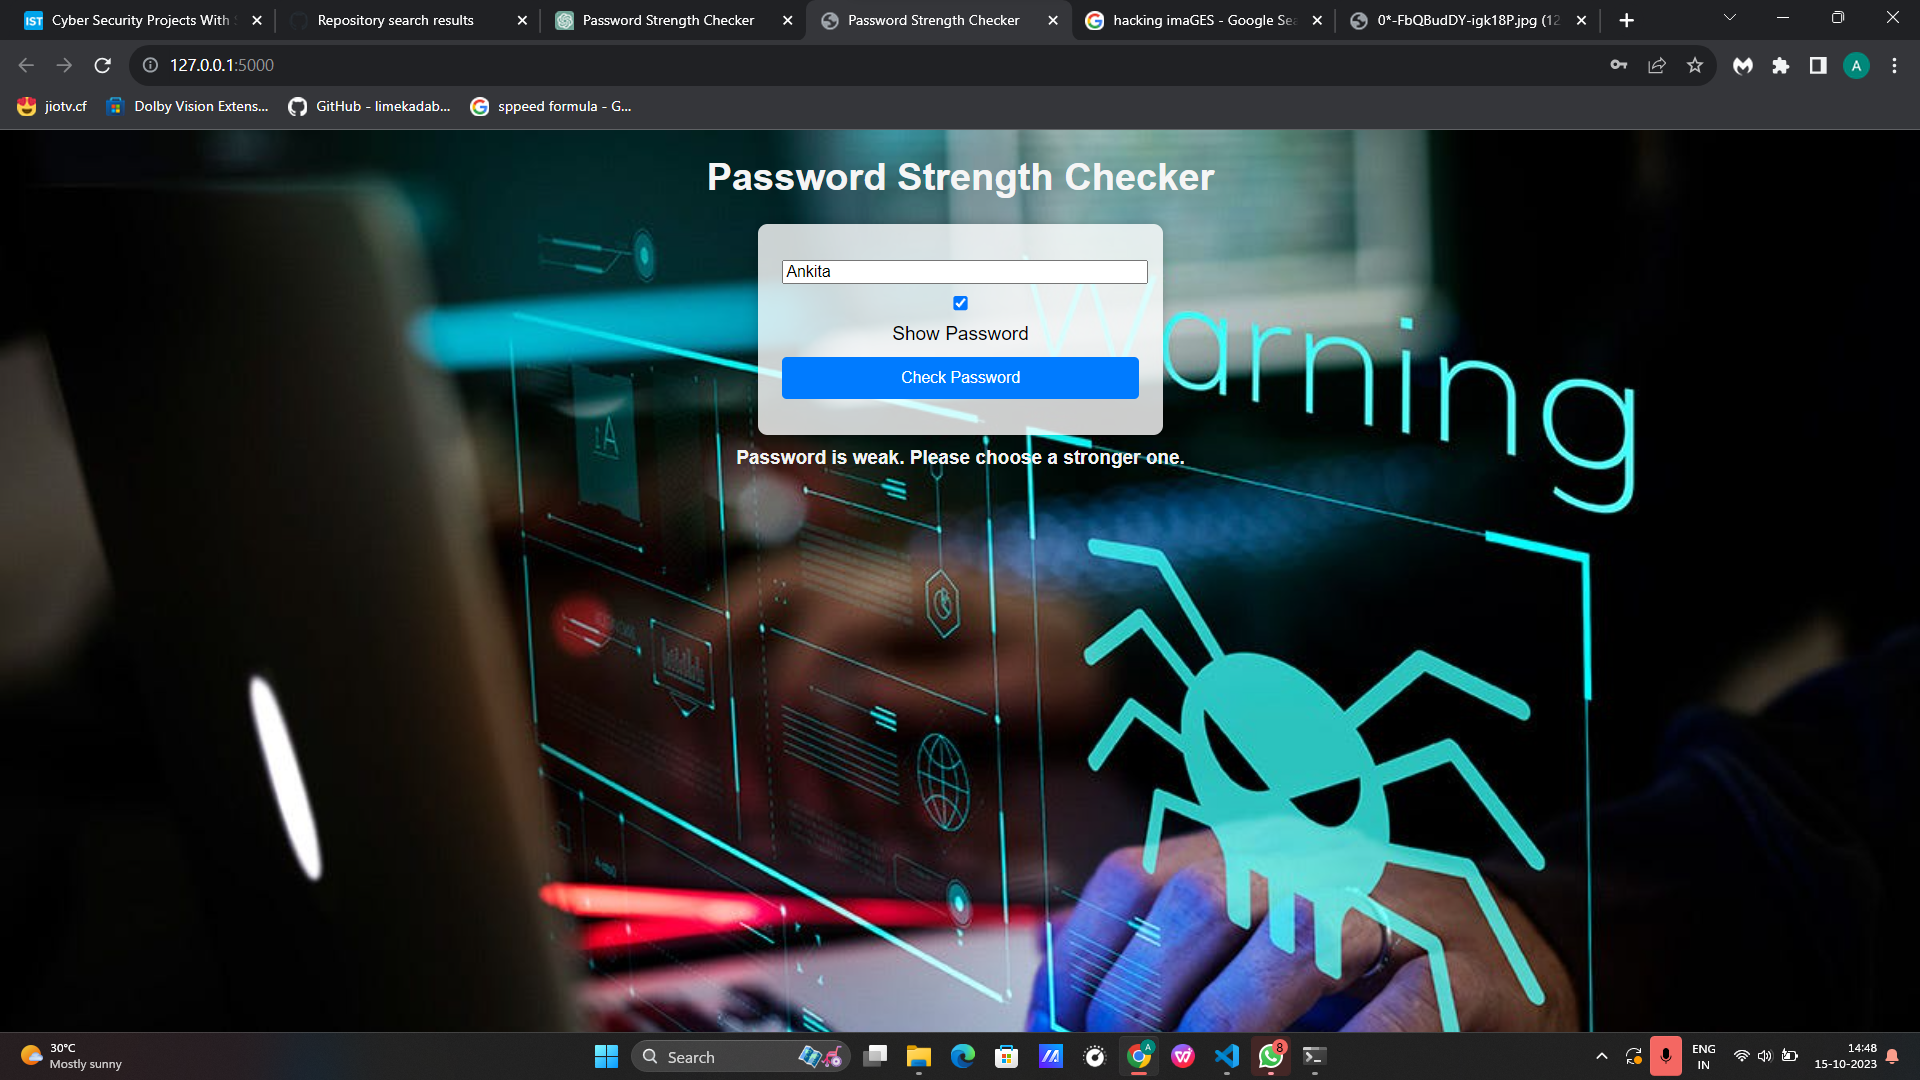 IST Cyber Security Projects With S
Repository search results
Password Strength Checker
Password Strength Checker
hacking imaGES - Google Sea
0*-FbQBudDY-igk18P.jpg (12
127.0.0.1:5000
A
jiotv.cf
Dolby Vision Extens...
GitHub - limekadab...
sppeed formula - G...
Password Strength Checker
Ankita
Show Password
Check Password
Password is weak. Please choose a stronger one.
Warning
A
30°C
Mostly sunny
Search
A
8
ENG
IN
14:48
15-10-2023